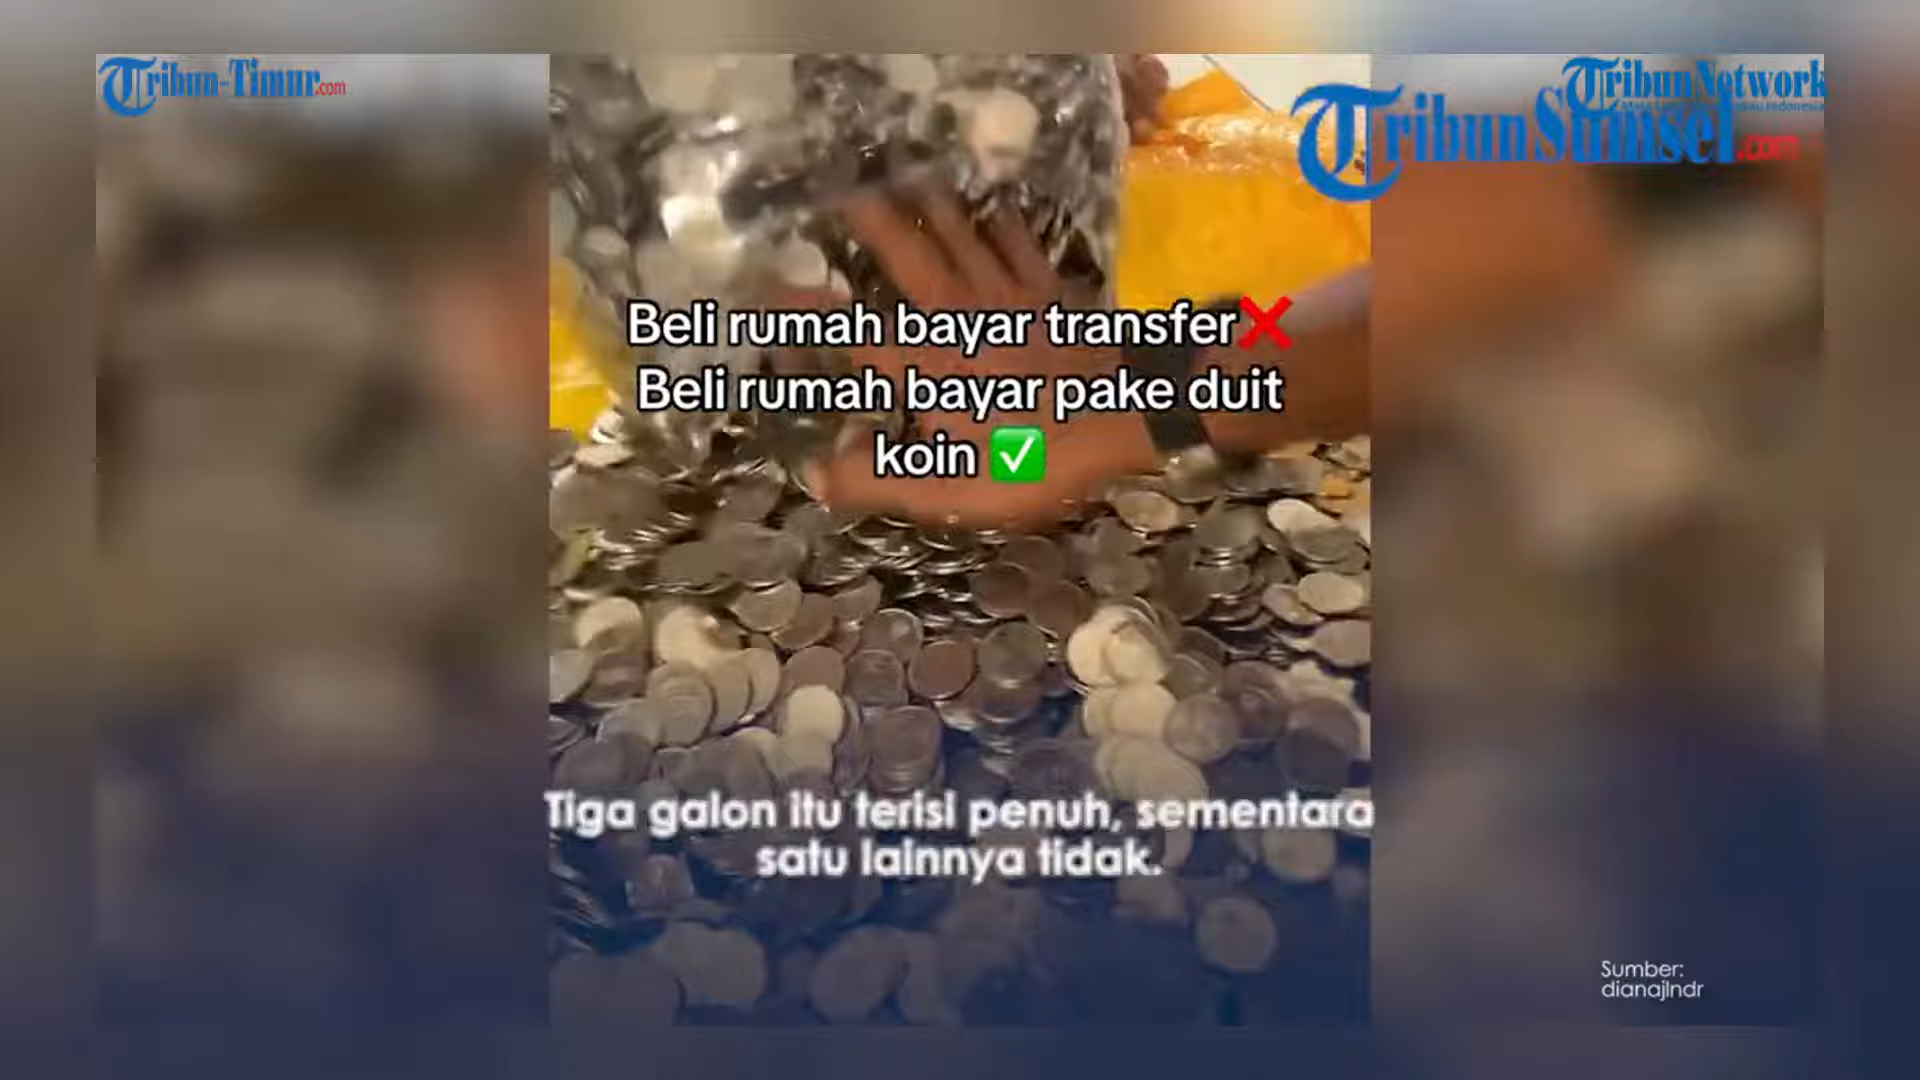 Tribun-Timur.com
TribunNetwork
TribunSumsel.com
Beli rumah bayar transfer❌
Beli rumah bayar pake duit
koin ✅
Tiga galon itu terisi penuh, sementara
satu lainnya tidak.
Sumber:
dianajlndr